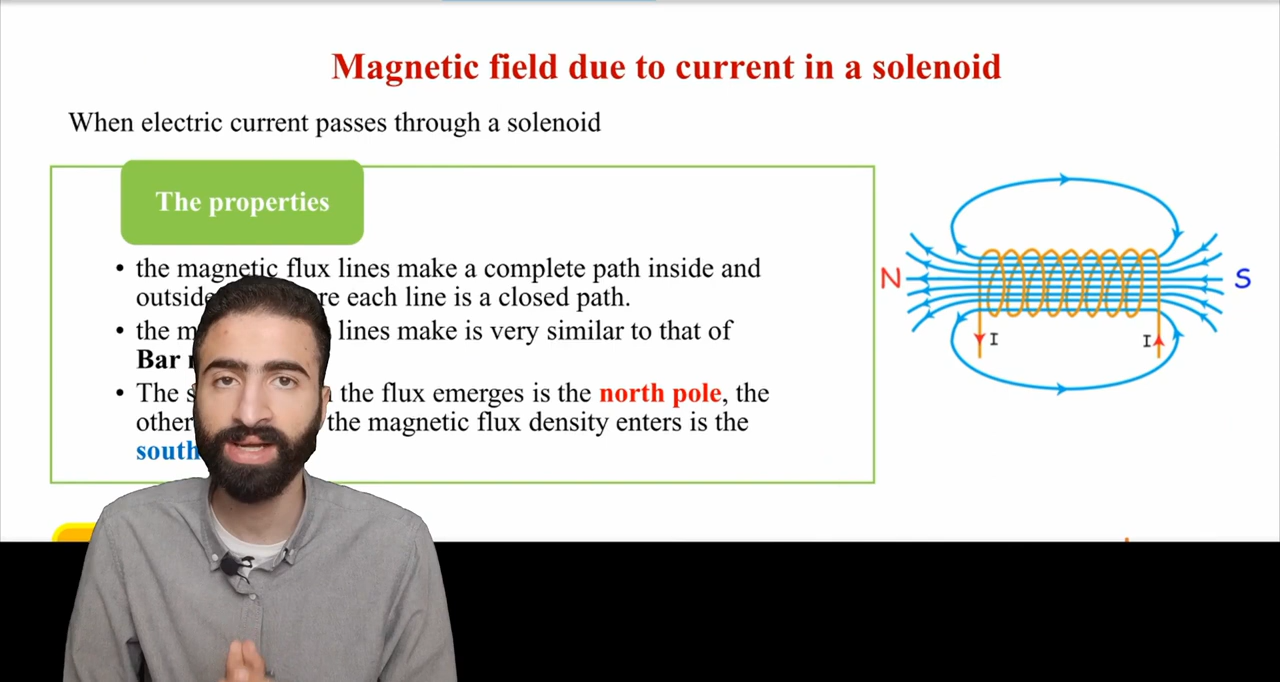 Magnetic field due to current in a solenoid
When electric current passes through a solenoid
The properties
• the magnetic flux lines make a complete path inside and
outside re each line is a closed path.
• the m lines make is very similar to that of
Bar
• The the flux emerges is the north pole, the
other the magnetic flux density enters is the
south
N
S
I
I